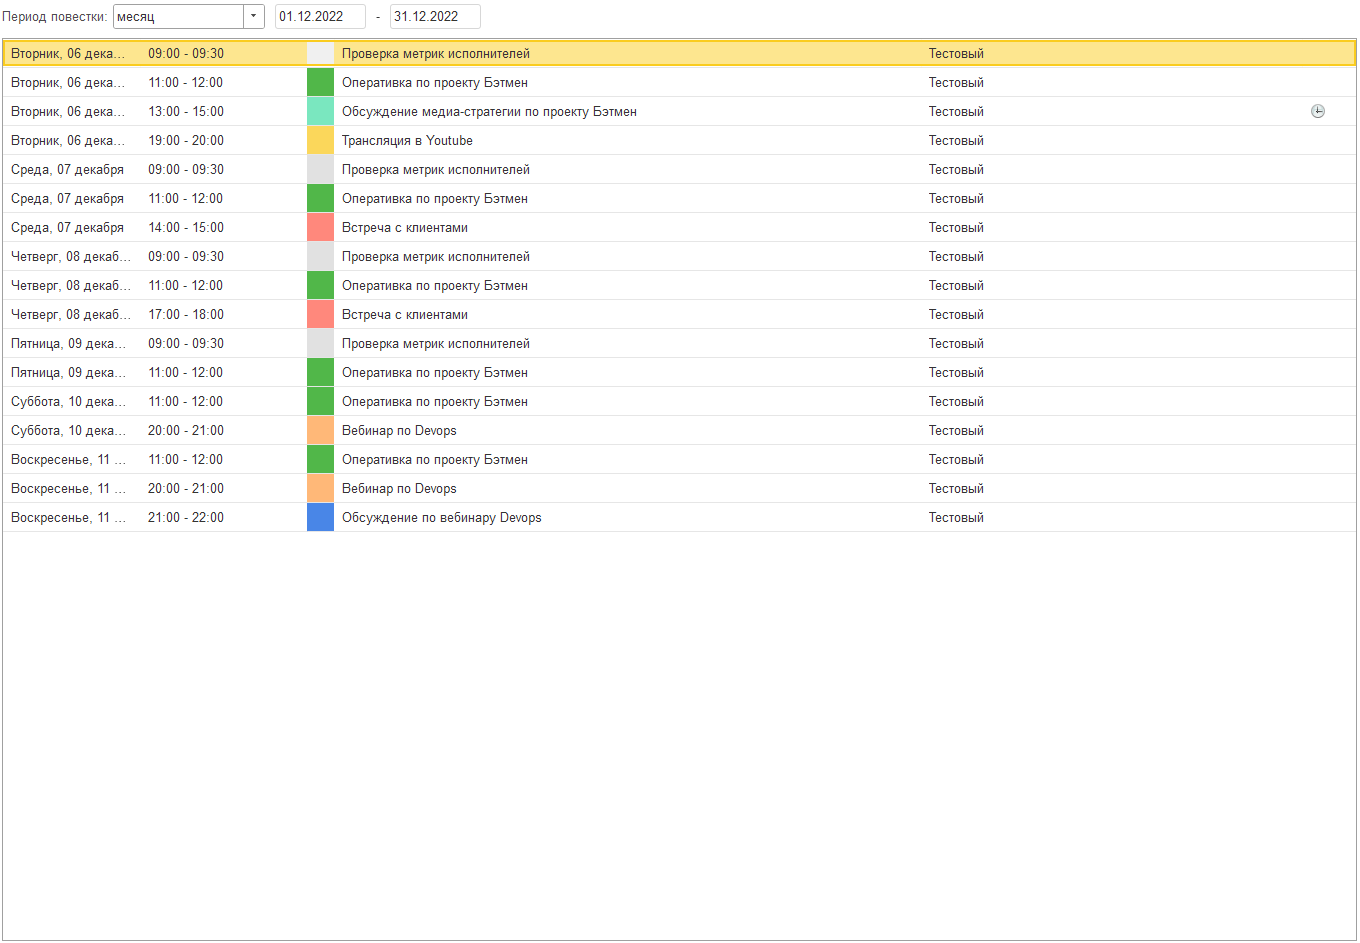 Период повестки: месяц 01.12.2022 - 31.12.2022
Вторник, 06 дека... 09:00 - 09:30 Проверка метрик исполнителей Тестовый
Вторник, 06 дека... 11:00 - 12:00 Оперативка по проекту Бэтмен Тестовый
Вторник, 06 дека... 13:00 - 15:00 Обсуждение медиа-стратегии по проекту Бэтмен Тестовый
Вторник, 06 дека... 19:00 - 20:00 Трансляция в Youtube Тестовый
Среда, 07 декабря 09:00 - 09:30 Проверка метрик исполнителей Тестовый
Среда, 07 декабря 11:00 - 12:00 Оперативка по проекту Бэтмен Тестовый
Среда, 07 декабря 14:00 - 15:00 Встреча с клиентами Тестовый
Четверг, 08 декаб... 09:00 - 09:30 Проверка метрик исполнителей Тестовый
Четверг, 08 декаб... 11:00 - 12:00 Оперативка по проекту Бэтмен Тестовый
Четверг, 08 декаб... 17:00 - 18:00 Встреча с клиентами Тестовый
Пятница, 09 дека... 09:00 - 09:30 Проверка метрик исполнителей Тестовый
Пятница, 09 дека... 11:00 - 12:00 Оперативка по проекту Бэтмен Тестовый
Суббота, 10 дека... 11:00 - 12:00 Оперативка по проекту Бэтмен Тестовый
Суббота, 10 дека... 20:00 - 21:00 Вебинар по Devops Тестовый
Воскресенье, 11 ... 11:00 - 12:00 Оперативка по проекту Бэтмен Тестовый
Воскресенье, 11 ... 20:00 - 21:00 Вебинар по Devops Тестовый
Воскресенье, 11 ... 21:00 - 22:00 Обсуждение по вебинару Devops Тестовый